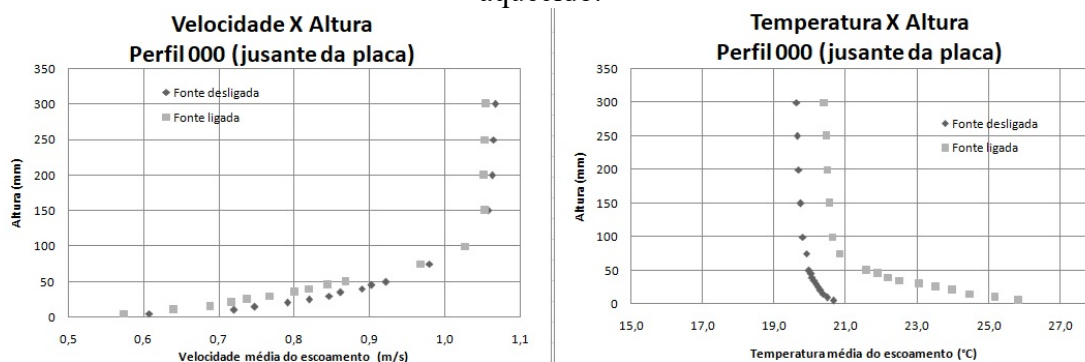 aquecido.
Velocidade X Altura
Perfil 000 (jusante da placa)
350
300
250
200
150
100
50
0
Altura (mm)
Fonte desligada
Fonte ligada
0,5 0,6 0,7 0,8 0,9 1,0 1,1
Velocidade média do escoamento (m/s)
Temperatura X Altura
Perfil 000 (jusante da placa)
350
300
250
200
150
100
50
0
Altura (mm)
Fonte desligada
Fonte ligada
15,0 17,0 19,0 21,0 23,0 25,0 27,0
Temperatura média do escoamento (°C)